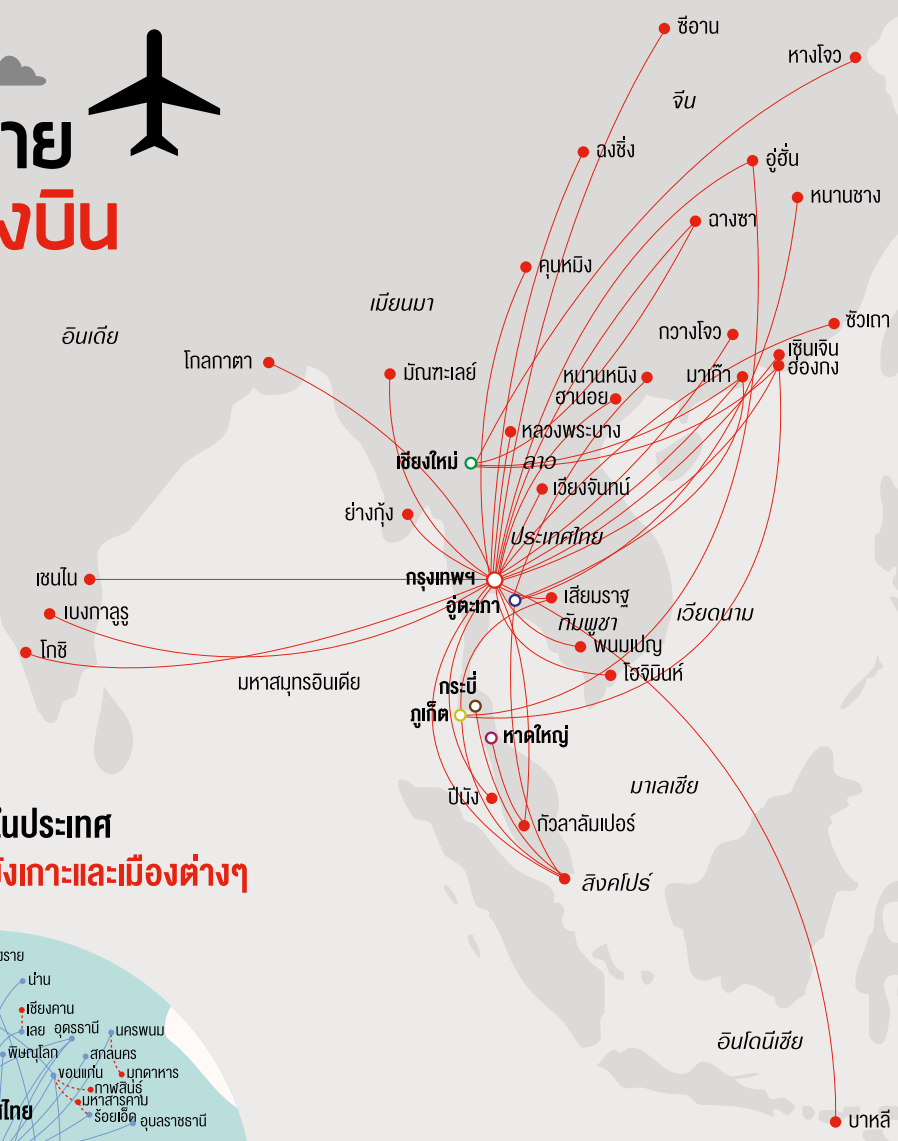 ซีอาน
หางโจว
จีน
ฉงชิ่ง
อู่ฮั่น
หนานชาง
ฉางซา
คุนหมิง
เมียนมา
อินเดีย
ซัวเถา
กวางโจว
เซินเจิ้น
ฮ่องกง
โกลกาตา
มัณฑะเลย์
หนานหนิง
มาเก๊า
ฮานอย
หลวงพระบาง
เชียงใหม่
ลาว
เวียงจันทน์
ย่างกุ้ง
ประเทศไทย
กรุงเทพฯ
เชนไน
อู่ตะเภา
เสียมราฐ
เบงกาลูรู
กัมพูชา
เวียดนาม
โกชิ
พนมเปญ
โฮจิมินห์
มหาสมุทรอินเดีย
กระบี่
ภูเก็ต
หาดใหญ่
มาเลเซีย
ปีนัง
กัวลาลัมเปอร์
ในประเทศ
ยังเกาะและเมืองต่างๆ
สิงคโปร์
น่าน
เชียงคาน
เลย
อุดรธานี
นครพนม
พิษณุโลก
สกลนคร
ขอนแก่น
มุกดาหาร
กาฬสินธุ์
มหาสารคาม
ร้อยเอ็ด
อุบลราชธานี
อินโดนีเซีย
บาหลี